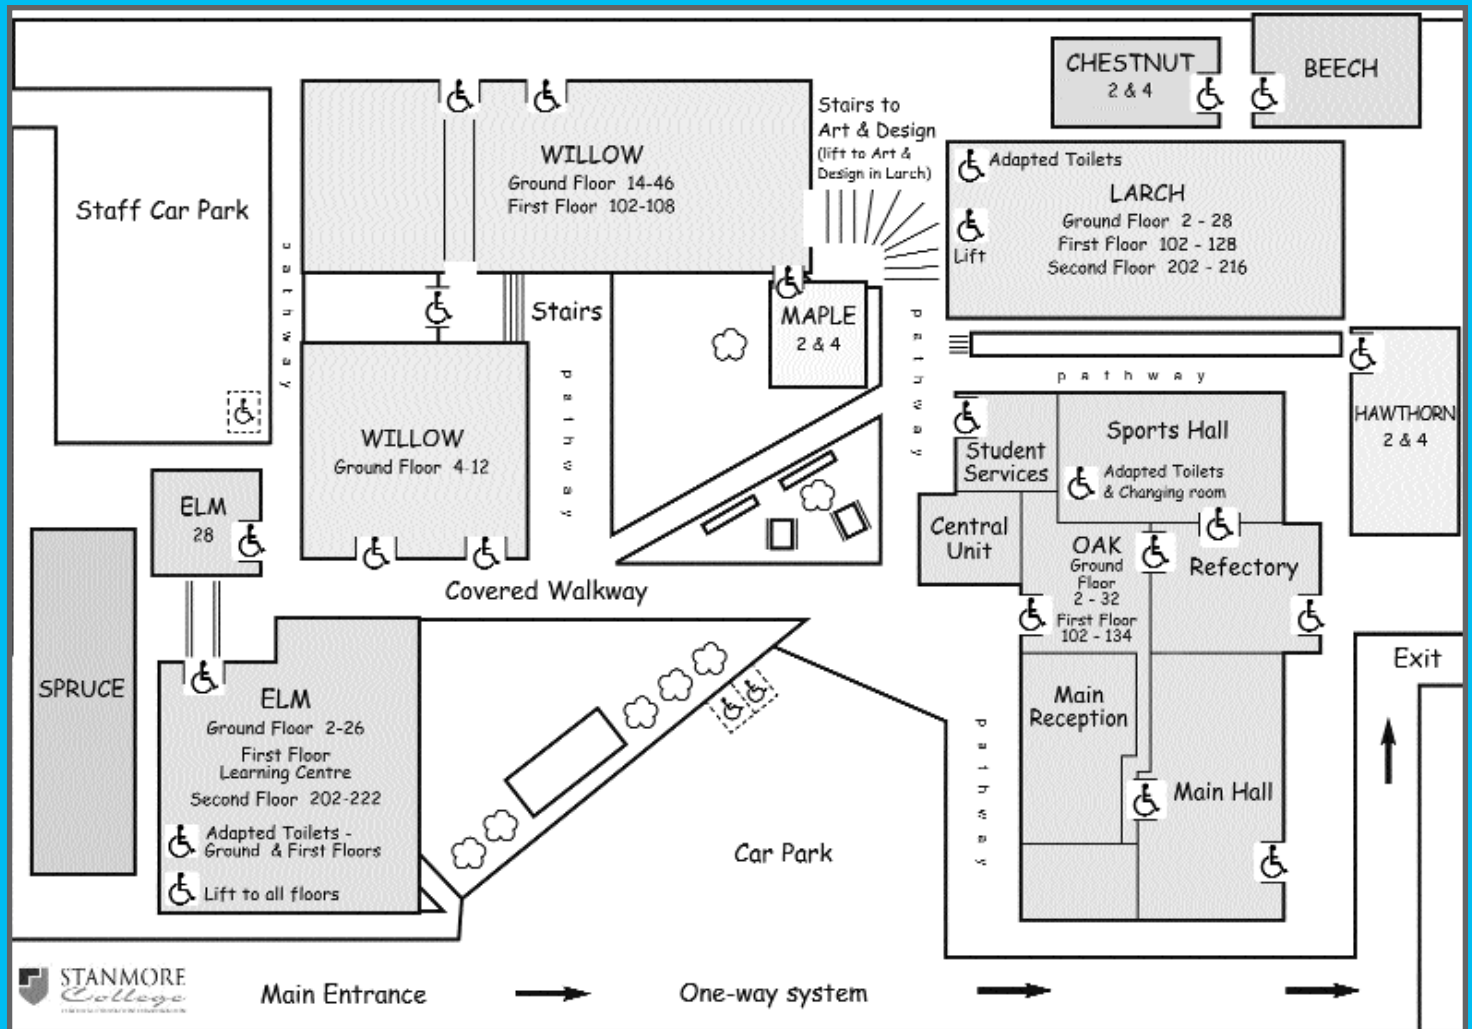 CHESTNUT
2 & 4
BEECH
Stairs to
Art & Design
(lift to Art &
Design in Larch)
WILLOW
Ground Floor 14-46
First Floor 102-108
Adapted Toilets
LARCH
Ground Floor 2 - 28
First Floor 102 - 128
Second Floor 202 - 216
Lift
Staff Car Park
pathway
Stairs
MAPLE
2 & 4
pathway
pathway
HAWTHORN
2 & 4
WILLOW
Ground Floor 4-12
pathway
Sports Hall
Student
Services
Adapted Toilets
& Changing room
ELM
28
Central
Unit
OAK
Ground
Floor
2 - 32
First Floor
102 - 134
Refectory
Covered Walkway
Exit
SPRUCE
ELM
Ground Floor 2-26
First Floor
Learning Centre
Second Floor 202-222
Adapted Toilets -
Ground & First Floors
Lift to all floors
Main
Reception
pathway
Main Hall
Car Park
STANMORE
College
Main Entrance
One-way system